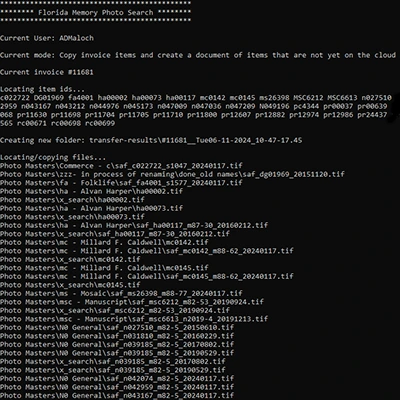 *********************************************
******** Florida Memory Photo Search ********
*********************************************
Current User: ADMaloch
Current mode: Copy invoice items and create a document of items that are not yet on the cloud
Current invoice #11681
Locating item ids...
c022722 DG01969 fa4001 ha00002 ha00073 ha00117 mc0142 mc0145 ms26398 MSC6212 MSC6613 n027510
2959 n043167 n043212 n044976 n045173 n047009 n047036 n047209 N049196 pc4344 pr00037 pr00639
068 pr11630 pr11698 pr11704 pr11705 pr11710 pr11800 pr12607 pr12882 pr12974 pr12986 pr24437
565 rc00671 rc00698 rc00699
Creating new folder: transfer-results\#11681__Tue06-11-2024_10-47-17.45
Locating/copying files...
Photo Masters\Commerce - c\saf_c022722_s1047_20240117.tif
Photo Masters\zzz- in process of renaming\done_old names\saf_dg01969_20151120.tif
Photo Masters\fa - Folklife\saf_fa4001_s1577_20240117.tif
Photo Masters\ha - Alvan Harper\ha00002.tif
Photo Masters\x_search\ha00002.tif
Photo Masters\ha - Alvan Harper\ha00073.tif
Photo Masters\x_search\ha00073.tif
Photo Masters\ha - Alvan Harper\saf_ha00117_m87-30_20160212.tif
Photo Masters\x_search\saf_ha00117_m87-30_20160212.tif
Photo Masters\mc - Millard F. Caldwell\mc0142.tif
Photo Masters\mc - Millard F. Caldwell\saf_mc0142_m88-62_20240117.tif
Photo Masters\x_search\mc0142.tif
Photo Masters\mc - Millard F. Caldwell\mc0145.tif
Photo Masters\mc - Millard F. Caldwell\saf_mc0145_m88-62_20240117.tif
Photo Masters\x_search\mc0145.tif
Photo Masters\ms - Mosaic\saf_ms26398_m88-77_20240117.tif
Photo Masters\msc - Manuscript\saf_msc6212_m82-53_20190924.tif
Photo Masters\x_search\saf_msc6212_m82-53_20190924.tif
Photo Masters\msc - Manuscript\saf_msc6613_n2019-4_20191213.tif
Photo Masters\N0 General\saf_n027510_m82-5_20150610.tif
Photo Masters\N0 General\saf_n031810_m82-5_20160229.tif
Photo Masters\N0 General\saf_n039185_m82-5_20170802.tif
Photo Masters\N0 General\saf_n039185_m82-5_20190529.tif
Photo Masters\x_search\saf_n039185_m82-5_20170802.tif
Photo Masters\x_search\saf_n039185_m82-5_20190529.tif
Photo Masters\N0 General\saf_n042074_m82-5_20240117.tif
Photo Masters\N0 General\saf_n042959_m82-5_20240117.tif
Photo Masters\N0 General\saf_n043167_m82-5_20240117.tif